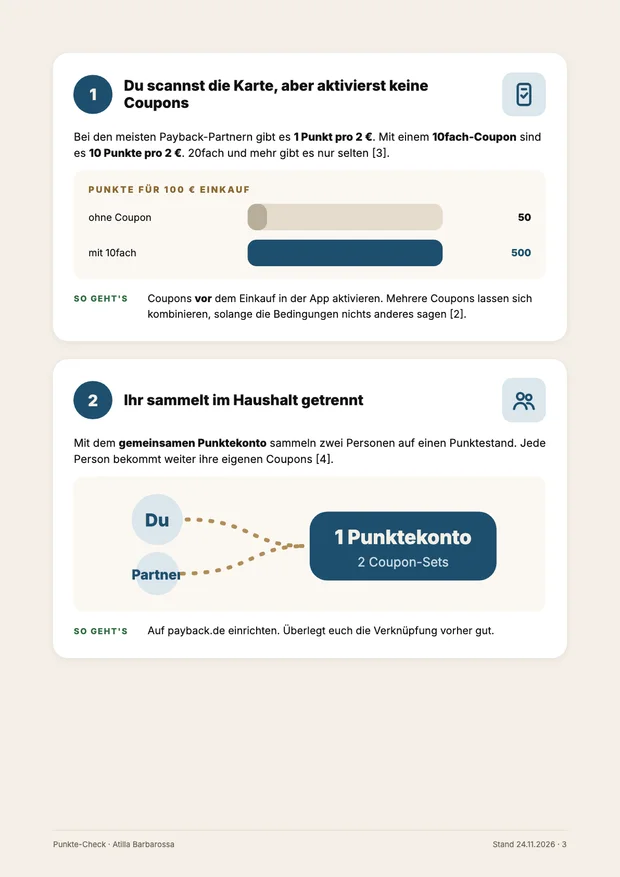 1
Du scannst die Karte, aber aktivierst keine
Coupons
Bei den meisten Payback-Partnern gibt es 1 Punkt pro 2 €. Mit einem 10fach-Coupon sind
es 10 Punkte pro 2 €. 20fach und mehr gibt es nur selten [3].
PUNKTE FÜR 100 € EINKAUF
ohne Coupon 50
mit 10fach 500
SO GEHT'S Coupons vor dem Einkauf in der App aktivieren. Mehrere Coupons lassen sich
kombinieren, solange die Bedingungen nichts anderes sagen [2].
2 Ihr sammelt im Haushalt getrennt
Mit dem gemeinsamen Punktekonto sammeln zwei Personen auf einen Punktestand. Jede
Person bekommt weiter ihre eigenen Coupons [4].
Du
Partner
1 Punktekonto
2 Coupon-Sets
SO GEHT'S Auf payback.de einrichten. Überlegt euch die Verknüpfung vorher gut.
Punkte-Check · Atilla Barbarossa Stand 24.11.2026 · 3